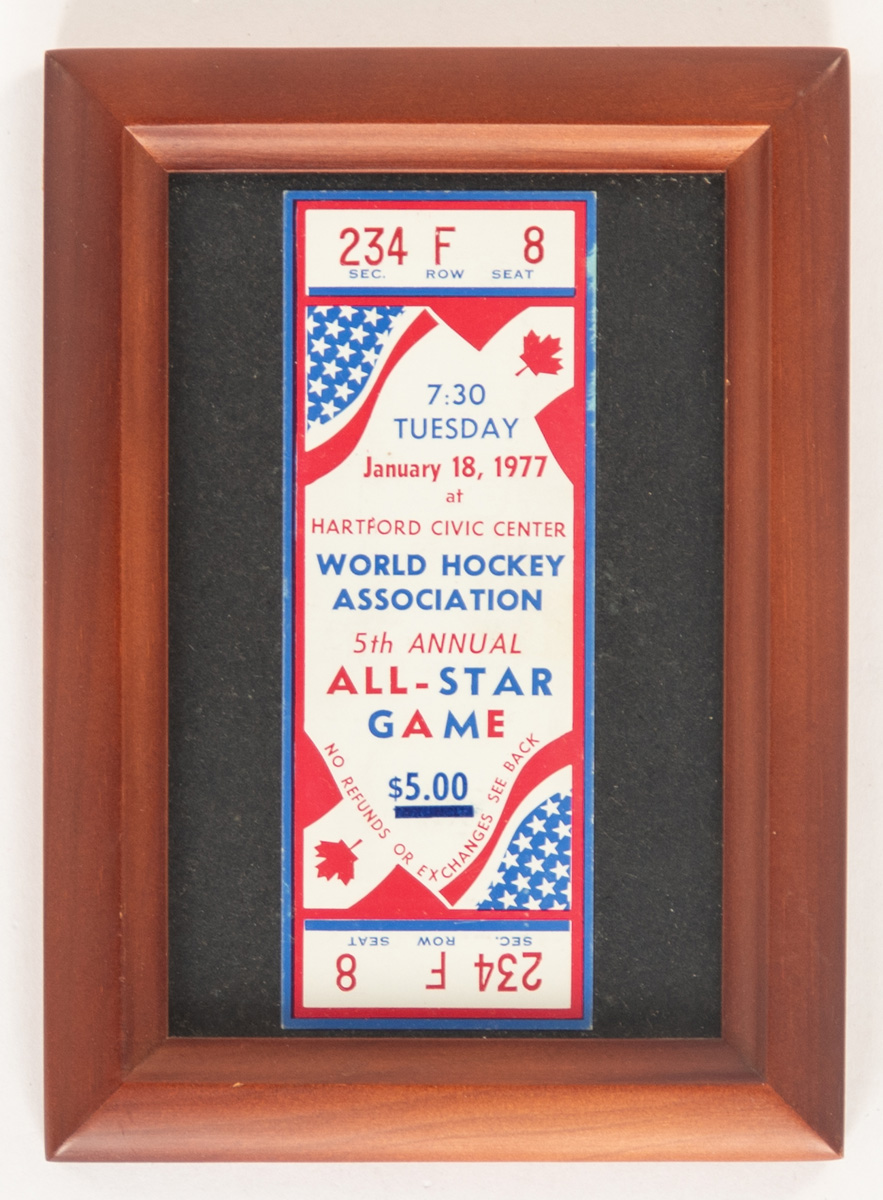 234 F 8
SEC. ROW SEAT
7:30
TUESDAY
January 18, 1977
at
HARTFORD CIVIC CENTER
WORLD HOCKEY
ASSOCIATION
5th ANNUAL
ALL-STAR
GAME
$5.00
NO REFUNDS OR EXCHANGES SEE BACK
SEC. ROW SEAT
234 F 8